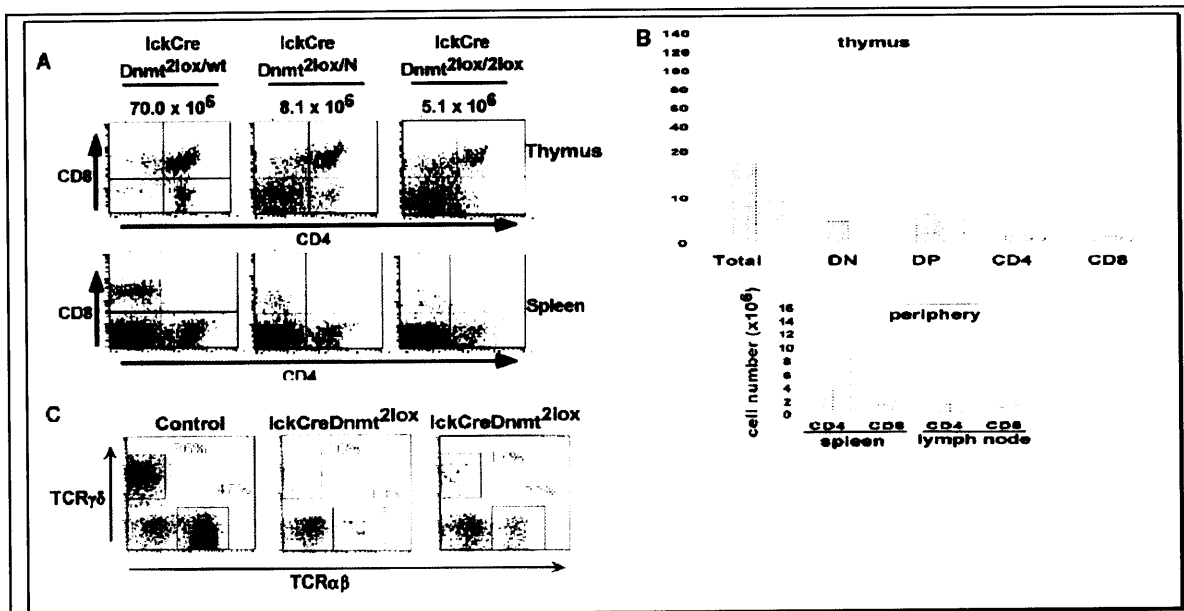 A
lckCre
Dnmt2lox/wt
70.0 x 10^6
lckCre
Dnmt2lox/N
8.1 x 10^6
lckCre
Dnmt2lox/2lox
5.1 x 10^6
CD8
Thymus
CD4
CD8
Spleen
CD4
B
thymus
140
120
100
80
60
40
20
10
0
Total DN DP CD4 CD8
cell number (x10^6)
periphery
16
14
12
10
8
6
4
2
0
CD4 CD8 CD4 CD8
spleen lymph node
C
Control lckCreDnmt2lox lckCreDnmt2lox
47%
TCRγδ
TCRαβ